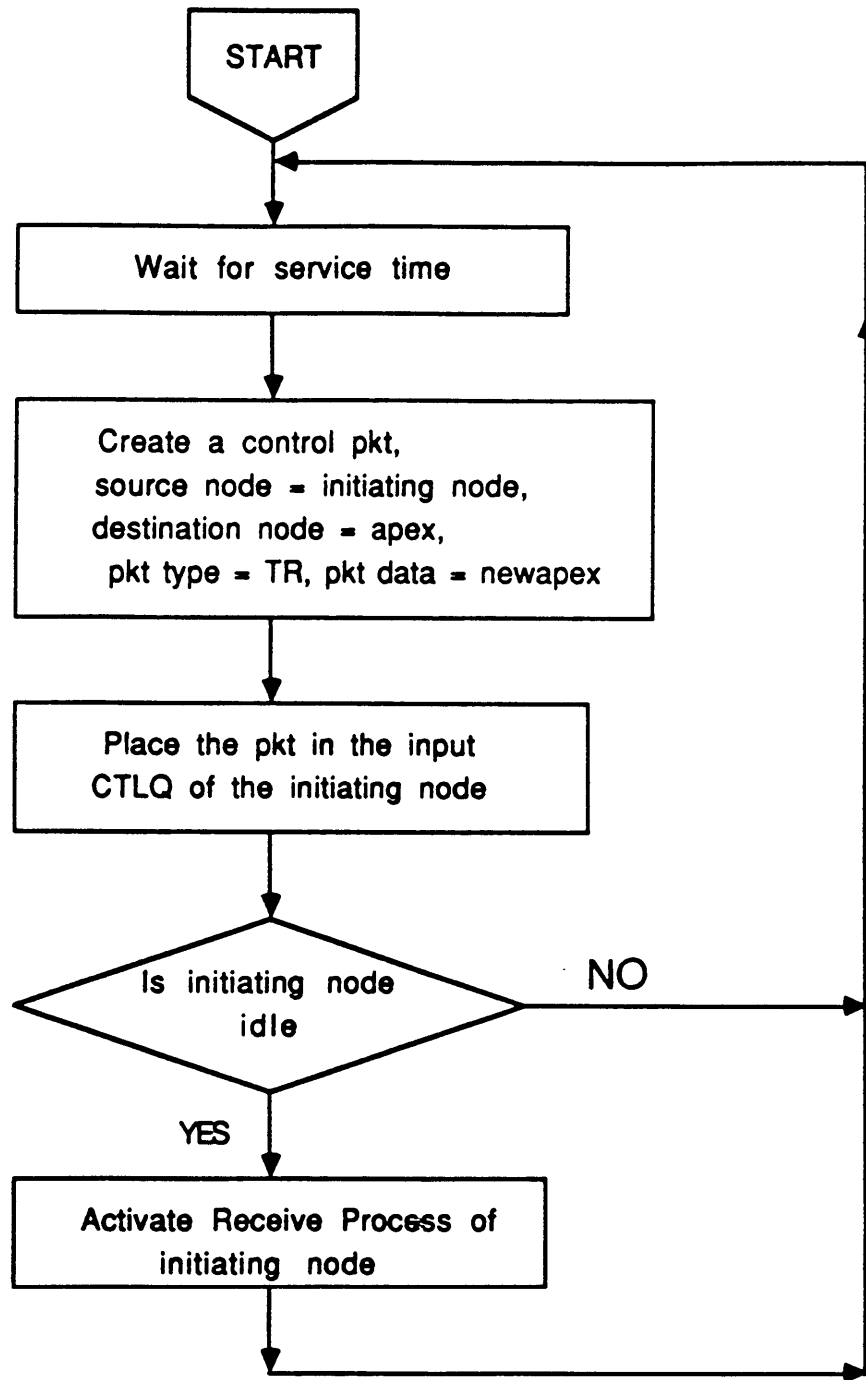 START
Wait for service time
Create a control pkt,
source node = initiating node,
destination node = apex,
pkt type = TR, pkt data = newapex
Place the pkt in the input
CTLQ of the initiating node
Is initiating node
idle
NO
YES
Activate Receive Process of
initiating node